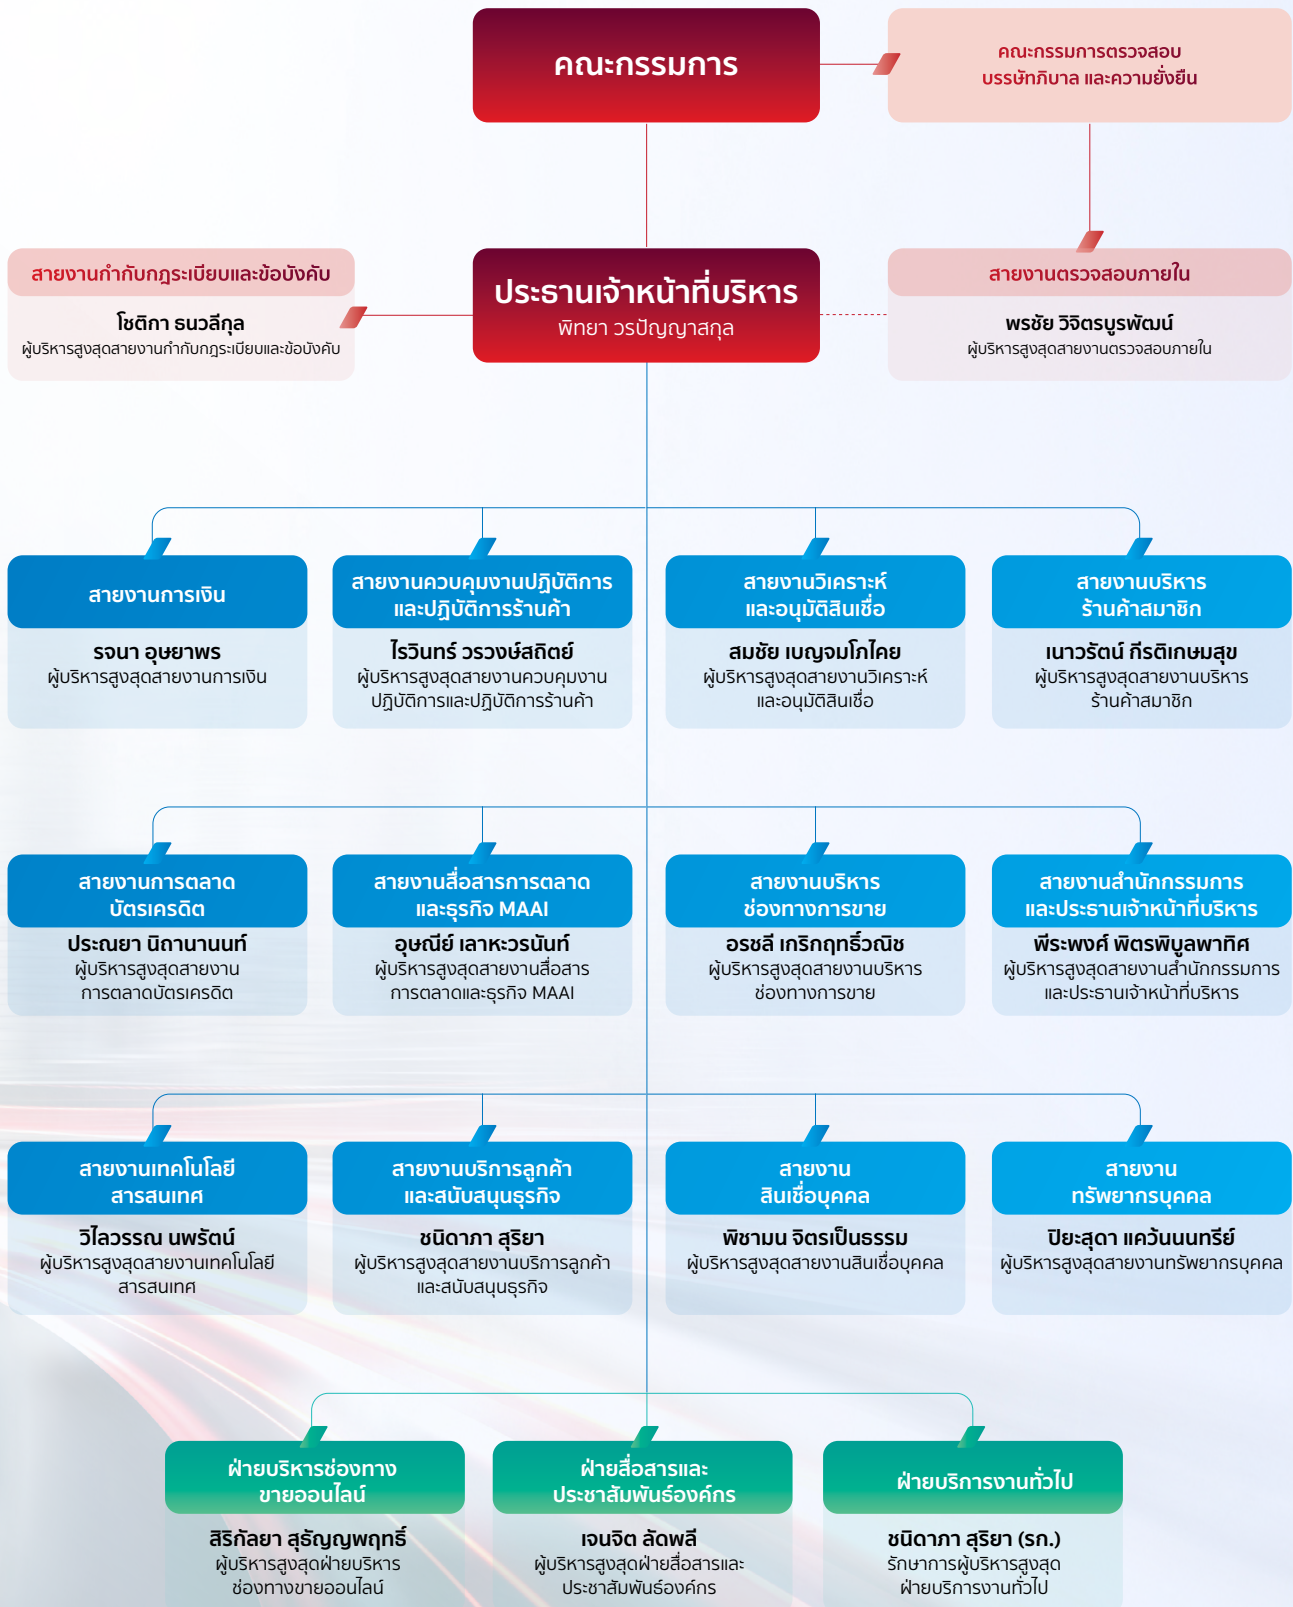 คณะกรรมการ
คณะกรรมการตรวจสอบ
บรรษัทภิบาล และความยั่งยืน
สายงานกำกับกฎระเบียบและข้อบังคับ
โชติกา ธนวลีกุล
ผู้บริหารสูงสุดสายงานกำกับกฎระเบียบและข้อบังคับ
ประธานเจ้าหน้าที่บริหาร
พิทยา วรปัญญาสกุล
สายงานตรวจสอบภายใน
พรชัย วิจิตรบูรพัฒน์
ผู้บริหารสูงสุดสายงานตรวจสอบภายใน
สายงานการเงิน
รจนา อุษยาพร
ผู้บริหารสูงสุดสายงานการเงิน
สายงานควบคุมงานปฏิบัติการ
และปฏิบัติการร้านค้า
ไรวินทร์ วรวงษ์สถิตย์
ผู้บริหารสูงสุดสายงานควบคุมงาน
ปฏิบัติการและปฏิบัติการร้านค้า
สายงานวิเคราะห์
และอนุมัติสินเชื่อ
สมชัย เบญจมโภไคย
ผู้บริหารสูงสุดสายงานวิเคราะห์
และอนุมัติสินเชื่อ
สายงานบริหาร
ร้านค้าสมาชิก
เนาวรัตน์ กีรติเกษมสุข
ผู้บริหารสูงสุดสายงานบริหาร
ร้านค้าสมาชิก
สายงานการตลาด
บัตรเครดิต
ประณยา นิถานานนท์
ผู้บริหารสูงสุดสายงาน
การตลาดบัตรเครดิต
สายงานสื่อสารการตลาด
และธุรกิจ MAAI
อุษณีย์ เลาหะวรนันท์
ผู้บริหารสูงสุดสายงานสื่อสาร
การตลาดและธุรกิจ MAAI
สายงานบริหาร
ช่องทางการขาย
อรชลี เกริกฤทธิ์วณิช
ผู้บริหารสูงสุดสายงานบริหาร
ช่องทางการขาย
สายงานสำนักกรรมการ
และประธานเจ้าหน้าที่บริหาร
พีระพงศ์ พิตรพิบูลพาทิศ
ผู้บริหารสูงสุดสายงานสำนักกรรมการ
และประธานเจ้าหน้าที่บริหาร
สายงานเทคโนโลยี
สารสนเทศ
วิไลวรรณ นพรัตน์
ผู้บริหารสูงสุดสายงานเทคโนโลยี
สารสนเทศ
สายงานบริการลูกค้า
และสนับสนุนธุรกิจ
ชนิดาภา สุริยา
ผู้บริหารสูงสุดสายงานบริการลูกค้า
และสนับสนุนธุรกิจ
สายงาน
สินเชื่อบุคคล
พิชามน จิตรเป็นธรรม
ผู้บริหารสูงสุดสายงานสินเชื่อบุคคล
สายงาน
ทรัพยากรบุคคล
ปิยะสุดา แคว้นนนทรีย์
ผู้บริหารสูงสุดสายงานทรัพยากรบุคคล
ฝ่ายบริหารช่องทาง
ขายออนไลน์
สิริกัลยา สุธัญญพฤทธิ์
ผู้บริหารสูงสุดฝ่ายบริหาร
ช่องทางขายออนไลน์
ฝ่ายสื่อสารและ
ประชาสัมพันธ์องค์กร
เจนจิต ลัดพลี
ผู้บริหารสูงสุดฝ่ายสื่อสารและ
ประชาสัมพันธ์องค์กร
ฝ่ายบริการงานทั่วไป
ชนิดาภา สุริยา (รก.)
รักษาการผู้บริหารสูงสุด
ฝ่ายบริการงานทั่วไป